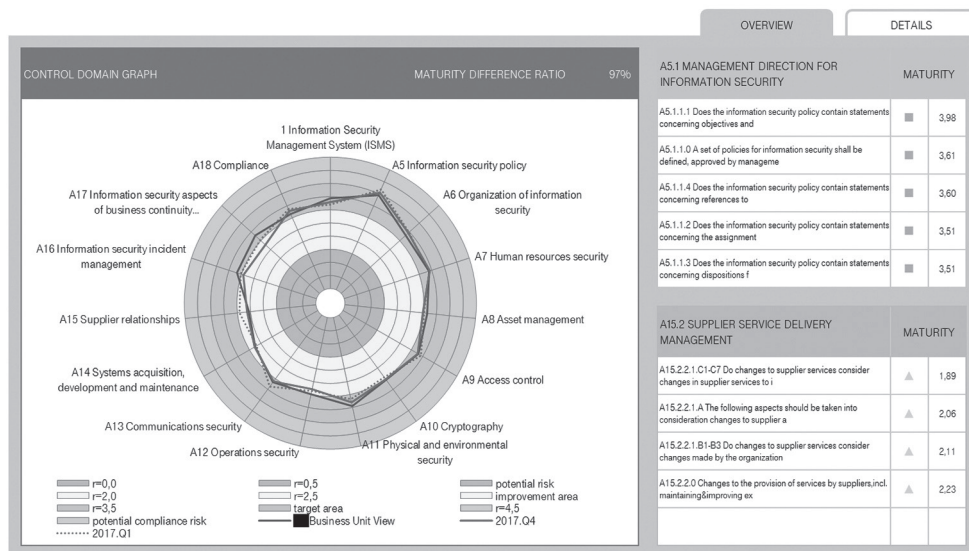 OVERVIEW
DETAILS
CONTROL DOMAIN GRAPH
MATURITY DIFFERENCE RATIO 97%
1 Information Security
Management System (ISMS)
A5 Information security policy
A6 Organization of information
security
A7 Human resources security
A8 Asset management
A9 Access control
A10 Cryptography
A11 Physical and environmental
security
A12 Operations security
A13 Communications security
A14 Systems acquisition,
development and maintenance
A15 Supplier relationships
A16 Information security incident
management
A17 Information security aspects
of business continuity...
A18 Compliance
r=0,0
r=2,0
r=3,5
potential compliance risk
2017.Q1
r=0,5
r=2,5
target area
Business Unit View
potential risk
improvement area
r=4,5
2017.Q4
A5.1 MANAGEMENT DIRECTION FOR
INFORMATION SECURITY
MATURITY
A5.1.1.1 Does the information security policy contain statements
concerning objectives and
3,98
A5.1.1.0 A set of policies for information security shall be
defined, approved by manageme
3,61
A5.1.1.4 Does the information security policy contain statements
concerning references to
3,60
A5.1.1.2 Does the information security policy contain statements
concerning the assignment
3,51
A5.1.1.3 Does the information security policy contain statements
concerning dispositions f
3,51
A15.2 SUPPLIER SERVICE DELIVERY
MANAGEMENT
MATURITY
A15.2.2.1.C1-C7 Do changes to supplier services consider
changes in supplier services to i
1,89
A15.2.2.1.A The following aspects should be taken into
consideration changes to supplier a
2,06
A15.2.2.1.B1-B3 Do changes to supplier services consider
changes made by the organization
2,11
A15.2.2.0 Changes to the provision of services by suppliers,incl.
maintaining&improving ex
2,23